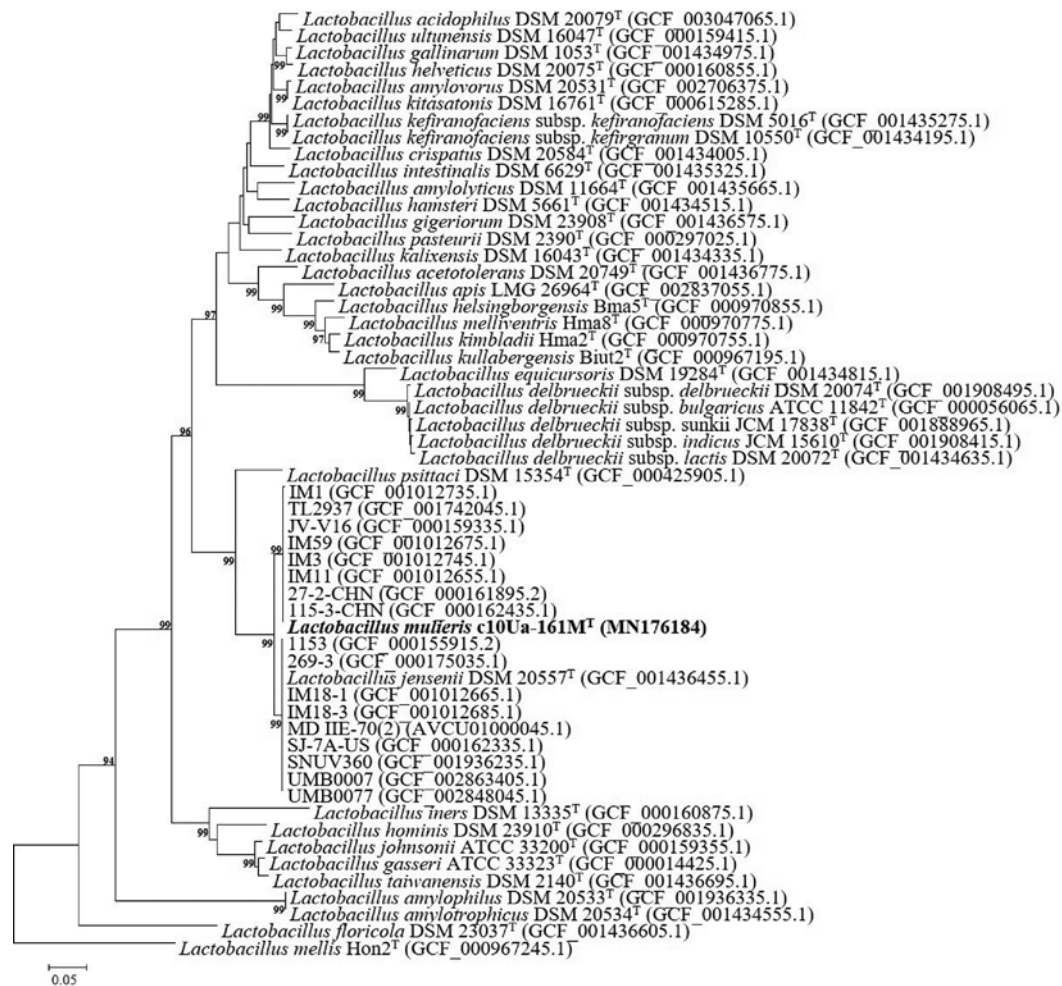 Lactobacillus acidophilus DSM 20079ᵀ (GCF_003047065.1)
Lactobacillus ultunensis DSM 16047ᵀ (GCF_000159415.1)
Lactobacillus gallinarum DSM 1053ᵀ (GCF_001434975.1)
99
Lactobacillus helveticus DSM 20075ᵀ (GCF_000160855.1)
Lactobacillus amylovorus DSM 20531ᵀ (GCF_002706375.1)
99
Lactobacillus kitasatonis DSM 16761ᵀ (GCF_000615285.1)
99
Lactobacillus kefiranofaciens subsp. kefiranofaciens DSM 5016ᵀ (GCF_001435275.1)
99
Lactobacillus kefiranofaciens subsp. kefirgranum DSM 10550ᵀ (GCF_001434195.1)
Lactobacillus crispatus DSM 20584ᵀ (GCF_001434005.1)
Lactobacillus intestinalis DSM 6629ᵀ (GCF_001435325.1)
Lactobacillus amylolyticus DSM 11664ᵀ (GCF_001435665.1)
Lactobacillus hamsteri DSM 5661ᵀ (GCF_001434515.1)
Lactobacillus gigeriorum DSM 23908ᵀ (GCF_001436575.1)
Lactobacillus pasteurii DSM 2390ᵀ (GCF_000297025.1)
Lactobacillus kalixensis DSM 16043ᵀ (GCF_001434335.1)
Lactobacillus acetotolerans DSM 20749ᵀ (GCF_001436775.1)
99
Lactobacillus apis LMG 26964ᵀ (GCF_002837055.1)
99
Lactobacillus helsingborgensis Bma5ᵀ (GCF_000970855.1)
97
99
Lactobacillus melliventris Hma8ᵀ (GCF_000970775.1)
97
Lactobacillus kimbladii Hma2ᵀ (GCF_000970755.1)
Lactobacillus kullabergensis Biut2ᵀ (GCF_000967195.1)
Lactobacillus equicursoris DSM 19284ᵀ (GCF_001434815.1)
99
Lactobacillus delbrueckii subsp. delbrueckii DSM 20074ᵀ (GCF_001908495.1)
99
Lactobacillus delbrueckii subsp. bulgaricus ATCC 11842ᵀ (GCF_000056065.1)
Lactobacillus delbrueckii subsp. sunkii JCM 17838ᵀ (GCF_001888965.1)
96
Lactobacillus delbrueckii subsp. indicus JCM 15610ᵀ (GCF_001908415.1)
Lactobacillus delbrueckii subsp. lactis DSM 20072ᵀ (GCF_001434635.1)
Lactobacillus psittaci DSM 15354ᵀ (GCF_000425905.1)
IM1 (GCF_001012735.1)
TL2937 (GCF_001742045.1)
JV-V16 (GCF_000159335.1)
99
IM59 (GCF_001012675.1)
99
IM3 (GCF_001012745.1)
IM11 (GCF_001012655.1)
27-2-CHN (GCF_000161895.2)
115-3-CHN (GCF_000162435.1)
99
Lactobacillus mulieris c10Ua-161Mᵀ (MN176184)
99
1153 (GCF_000155915.2)
269-3 (GCF_000175035.1)
Lactobacillus jensenii DSM 20557ᵀ (GCF_001436455.1)
IM18-1 (GCF_001012665.1)
IM18-3 (GCF_001012685.1)
99
MD IIE-70(2) (AVCU01000045.1)
SJ-7A-US (GCF_000162335.1)
94
SNUV360 (GCF_001936235.1)
UMB0007 (GCF_002863405.1)
UMB0077 (GCF_002848045.1)
Lactobacillus iners DSM 13335ᵀ (GCF_000160875.1)
99
Lactobacillus hominis DSM 23910ᵀ (GCF_000296835.1)
Lactobacillus johnsonii ATCC 33200ᵀ (GCF_000159355.1)
99
Lactobacillus gasseri ATCC 33323ᵀ (GCF_000014425.1)
Lactobacillus taiwanensis DSM 2140ᵀ (GCF_001436695.1)
Lactobacillus amylophilus DSM 20533ᵀ (GCF_001936335.1)
99
Lactobacillus amylotrophicus DSM 20534ᵀ (GCF_001434555.1)
Lactobacillus floricola DSM 23037ᵀ (GCF_001436605.1)
Lactobacillus mellis Hon2ᵀ (GCF_000967245.1)
0.05